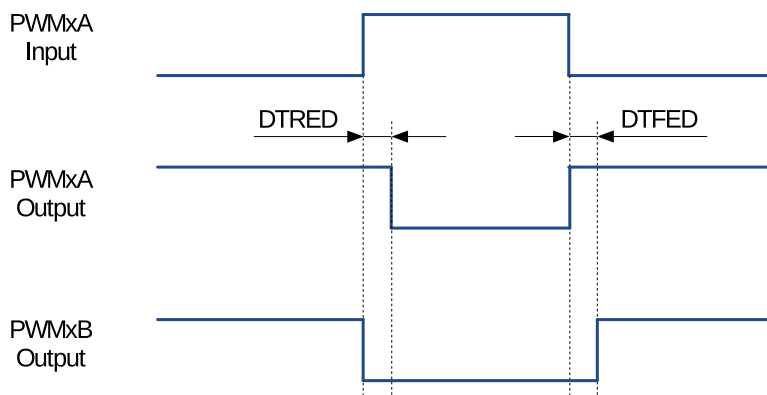 PWMxA
Input
DTRED
DTFED
PWMxA
Output
PWMxB
Output